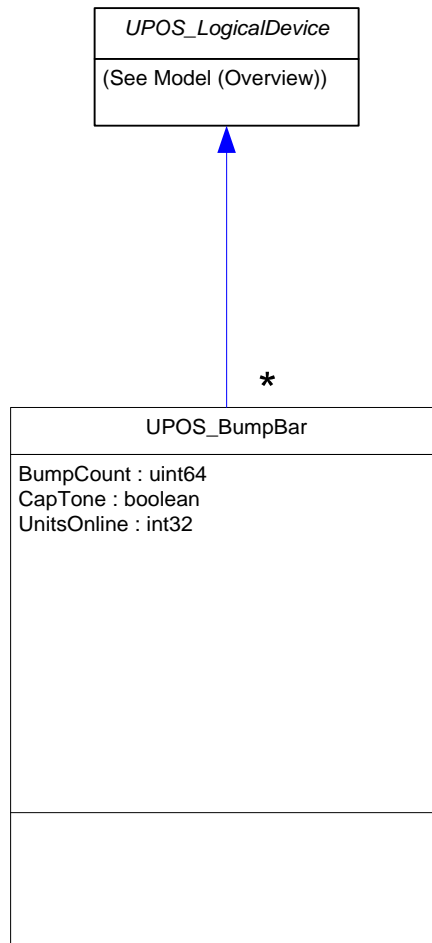 UPOS_LogicalDevice
(See Model (Overview))
*
UPOS_BumpBar
BumpCount : uint64
CapTone : boolean
UnitsOnline : int32